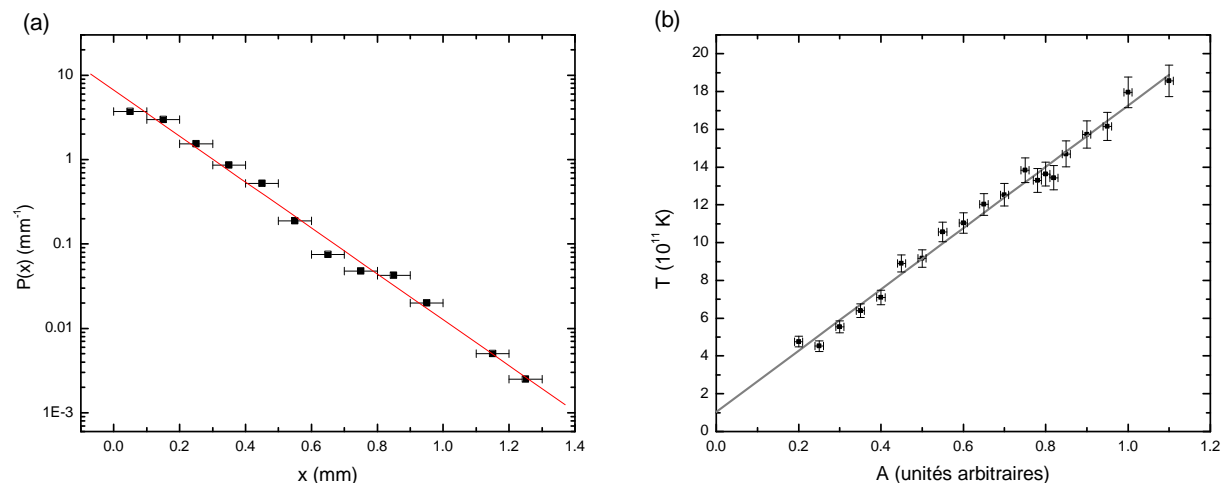 (a)
10
1
0.1
0.01
1E-3
P(x) (mm⁻¹)
0.0 0.2 0.4 0.6 0.8 1.0 1.2 1.4
x (mm)
(b)
20
18
16
14
12
10
8
6
4
2
0
T (10¹¹ K)
0.0 0.2 0.4 0.6 0.8 1.0 1.2
A (unités arbitraires)